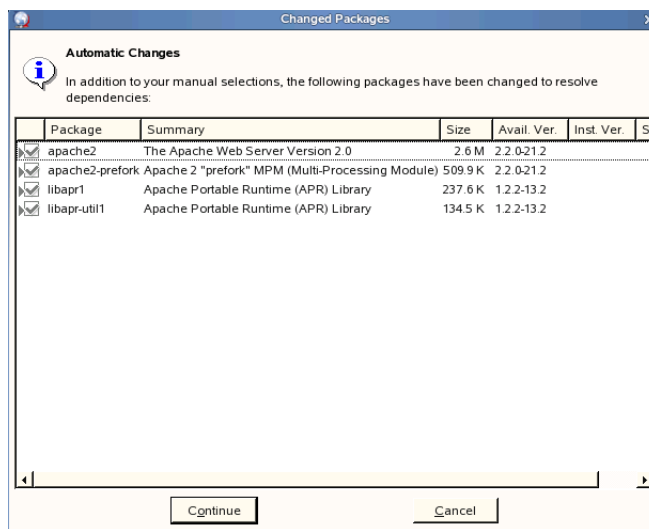 Changed Packages
Automatic Changes
In addition to your manual selections, the following packages have been changed to resolve
dependencies:
Package Summary Size Avail. Ver. Inst. Ver. S
apache2 The Apache Web Server Version 2.0 2.6 M 2.2.0-21.2
apache2-prefork Apache 2 "prefork" MPM (Multi-Processing Module) 509.9 K 2.2.0-21.2
libapr1 Apache Portable Runtime (APR) Library 237.6 K 1.2.2-13.2
libapr-util1 Apache Portable Runtime (APR) Library 134.5 K 1.2.2-13.2
Continue Cancel